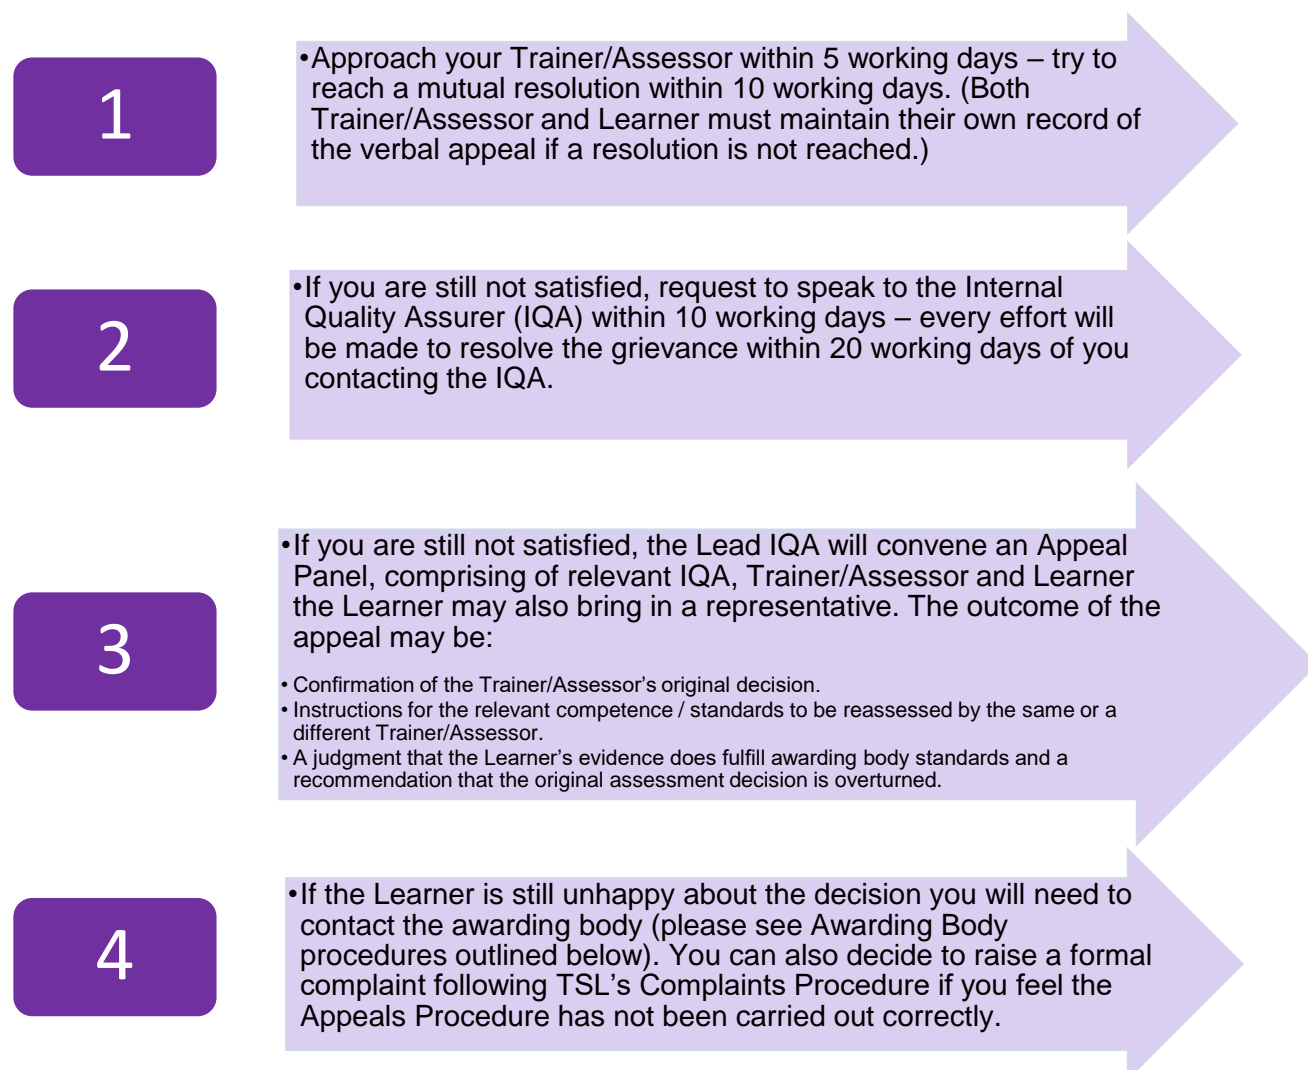 1
•Approach your Trainer/Assessor within 5 working days – try to
reach a mutual resolution within 10 working days. (Both
Trainer/Assessor and Learner must maintain their own record of
the verbal appeal if a resolution is not reached.)
2
•If you are still not satisfied, request to speak to the Internal
Quality Assurer (IQA) within 10 working days – every effort will
be made to resolve the grievance within 20 working days of you
contacting the IQA.
3
•If you are still not satisfied, the Lead IQA will convene an Appeal
Panel, comprising of relevant IQA, Trainer/Assessor and Learner
the Learner may also bring in a representative. The outcome of the
appeal may be:
• Confirmation of the Trainer/Assessor’s original decision.
• Instructions for the relevant competence / standards to be reassessed by the same or a
different Trainer/Assessor.
• A judgment that the Learner’s evidence does fulfill awarding body standards and a
recommendation that the original assessment decision is overturned.
4
•If the Learner is still unhappy about the decision you will need to
contact the awarding body (please see Awarding Body
procedures outlined below). You can also decide to raise a formal
complaint following TSL’s Complaints Procedure if you feel the
Appeals Procedure has not been carried out correctly.